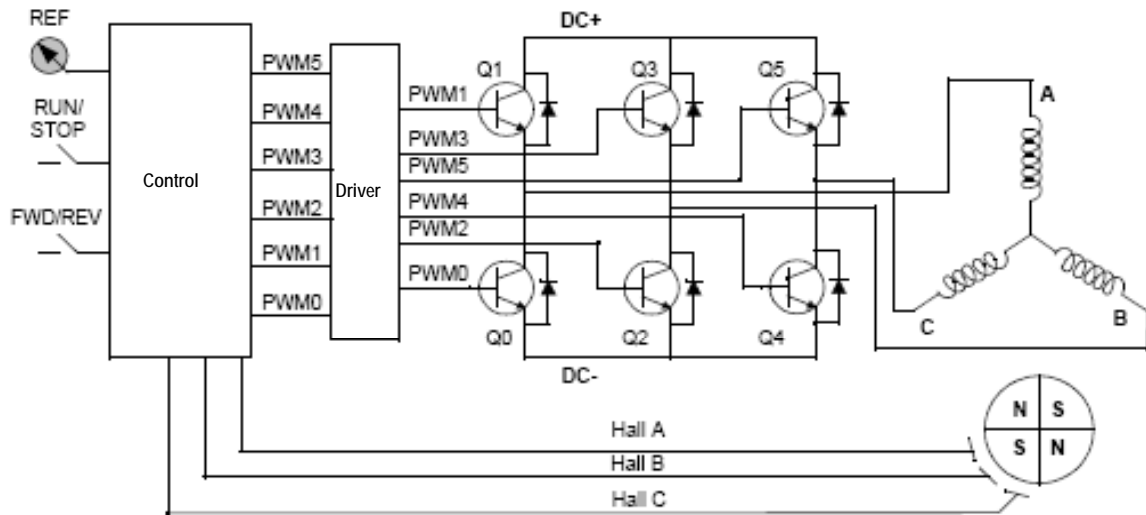 REF
DC+
PWM5
Q1
Q3
Q5
PWM1
A
RUN/
STOP
PWM4
PWM3
PWM3
PWM5
Control
Driver
PWM4
FWD/REV
PWM2
PWM2
PWM1
PWM0
PWM0
C
B
Q0
Q2
Q4
DC-
N
S
S
N
Hall A
Hall B
Hall C